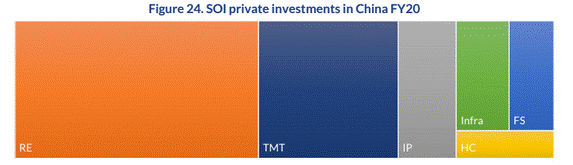 Figure 24. SOI private investments in China FY20
RE
TMT
IP
Infra
FS
HC